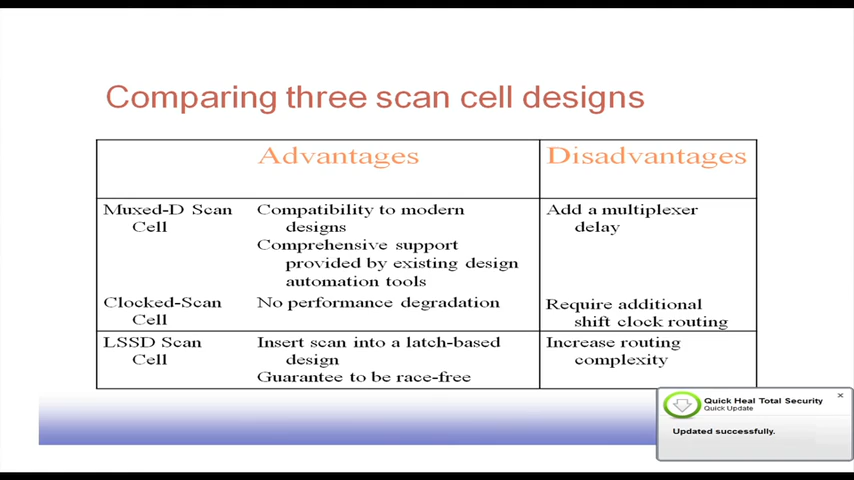 Comparing three scan cell designs
Advantages
Disadvantages
Muxed-D Scan
Cell
Compatibility to modern
designs
Comprehensive support
provided by existing design
automation tools
Add a multiplexer
delay
Clocked-Scan
Cell
No performance degradation
Require additional
shift clock routing
LSSD Scan
Cell
Insert scan into a latch-based
design
Guarantee to be race-free
Increase routing
complexity
Quick Heal Total Security
Quick Update
Updated successfully.